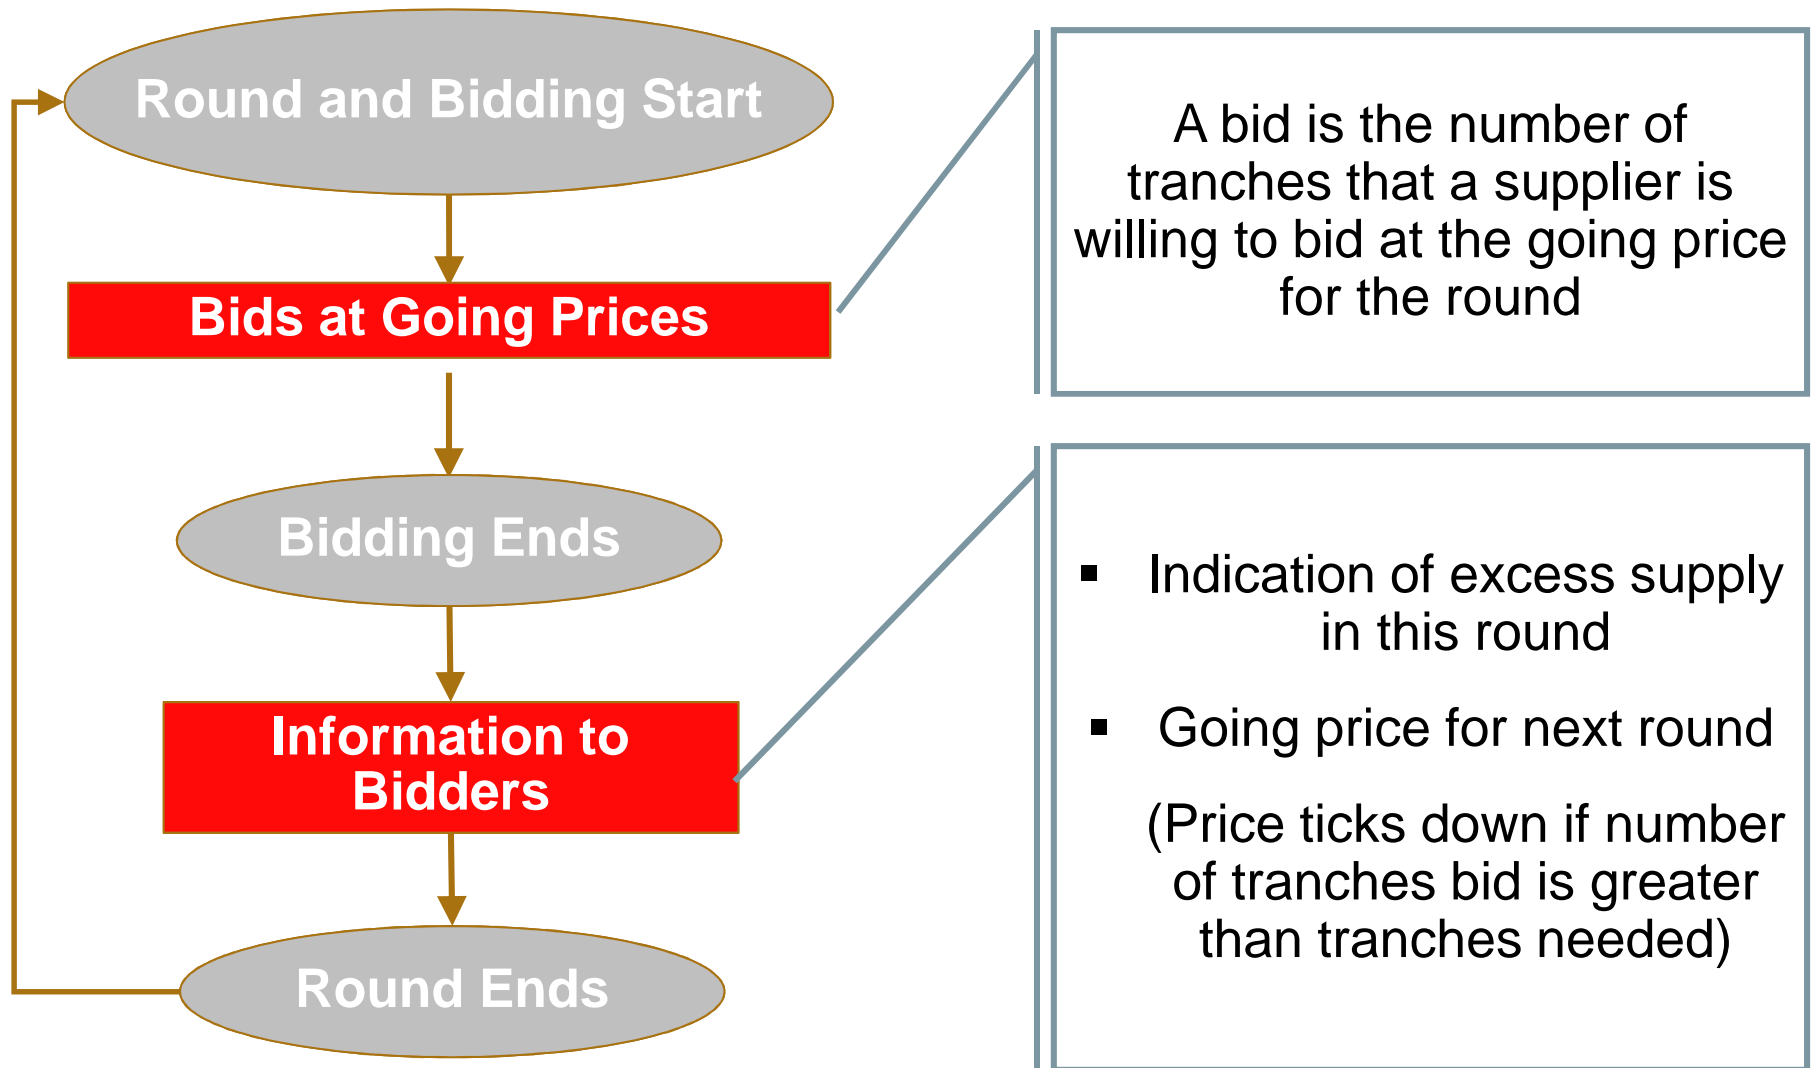 Round and Bidding Start
Bids at Going Prices
Bidding Ends
Information to
Bidders
Round Ends
A bid is the number of
tranches that a supplier is
willing to bid at the going price
for the round
▪ Indication of excess supply
in this round
▪ Going price for next round
(Price ticks down if number
of tranches bid is greater
than tranches needed)